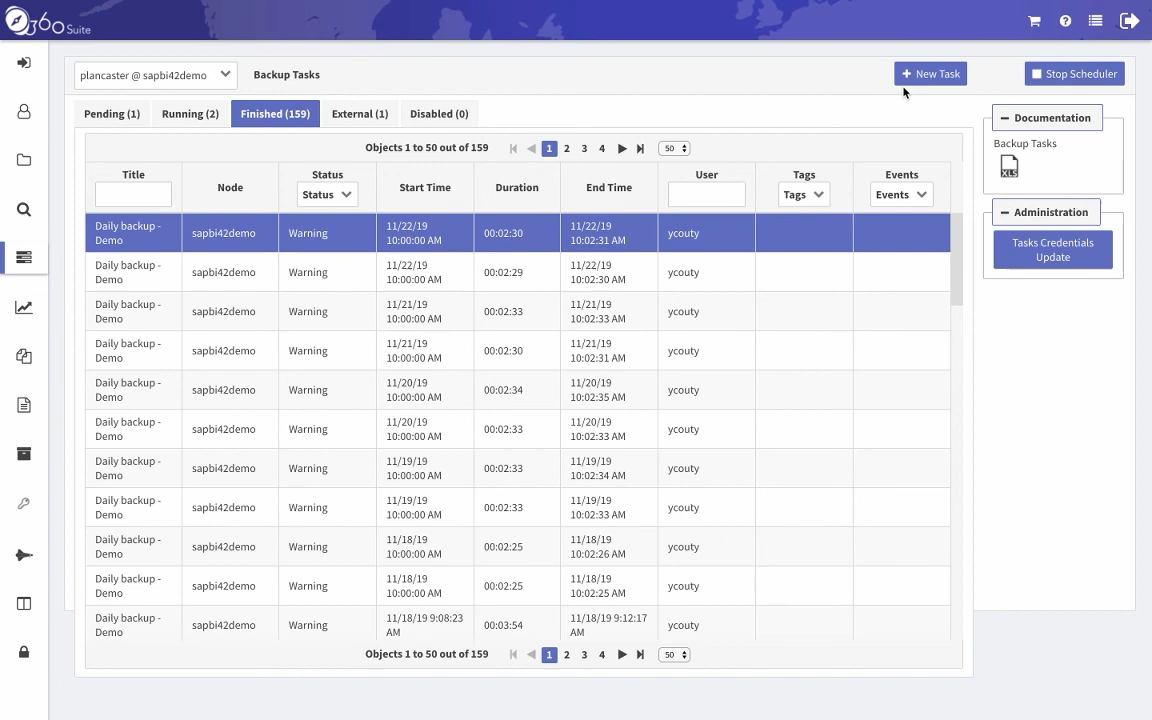 360Suite
plancaster @ sapbi42demo
Backup Tasks
+ New Task
Stop Scheduler
Pending (1)
Running (2)
Finished (159)
External (1)
Disabled (0)
Documentation
Backup Tasks
XLS
Administration
Tasks Credentials
Update
Objects 1 to 50 out of 159
1 2 3 4
50
Title
Node
Status
Status
Start Time
Duration
End Time
User
Tags
Tags
Events
Events
Daily backup -
Demo
sapbi42demo
Warning
11/22/19
10:00:00 AM
00:02:30
11/22/19
10:02:31 AM
ycouty
Daily backup -
Demo
sapbi42demo
Warning
11/22/19
10:00:00 AM
00:02:29
11/22/19
10:02:30 AM
ycouty
Daily backup -
Demo
sapbi42demo
Warning
11/21/19
10:00:00 AM
00:02:33
11/21/19
10:02:33 AM
ycouty
Daily backup -
Demo
sapbi42demo
Warning
11/21/19
10:00:00 AM
00:02:30
11/21/19
10:02:31 AM
ycouty
Daily backup -
Demo
sapbi42demo
Warning
11/20/19
10:00:00 AM
00:02:34
11/20/19
10:02:35 AM
ycouty
Daily backup -
Demo
sapbi42demo
Warning
11/20/19
10:00:00 AM
00:02:33
11/20/19
10:02:33 AM
ycouty
Daily backup -
Demo
sapbi42demo
Warning
11/19/19
10:00:00 AM
00:02:33
11/19/19
10:02:34 AM
ycouty
Daily backup -
Demo
sapbi42demo
Warning
11/19/19
10:00:00 AM
00:02:33
11/19/19
10:02:33 AM
ycouty
Daily backup -
Demo
sapbi42demo
Warning
11/18/19
10:00:00 AM
00:02:25
11/18/19
10:02:26 AM
ycouty
Daily backup -
Demo
sapbi42demo
Warning
11/18/19
10:00:00 AM
00:02:25
11/18/19
10:02:25 AM
ycouty
Daily backup -
Demo
sapbi42demo
Warning
11/18/19 9:08:23
AM
00:03:54
11/18/19 9:12:17
AM
ycouty
Objects 1 to 50 out of 159
1 2 3 4
50